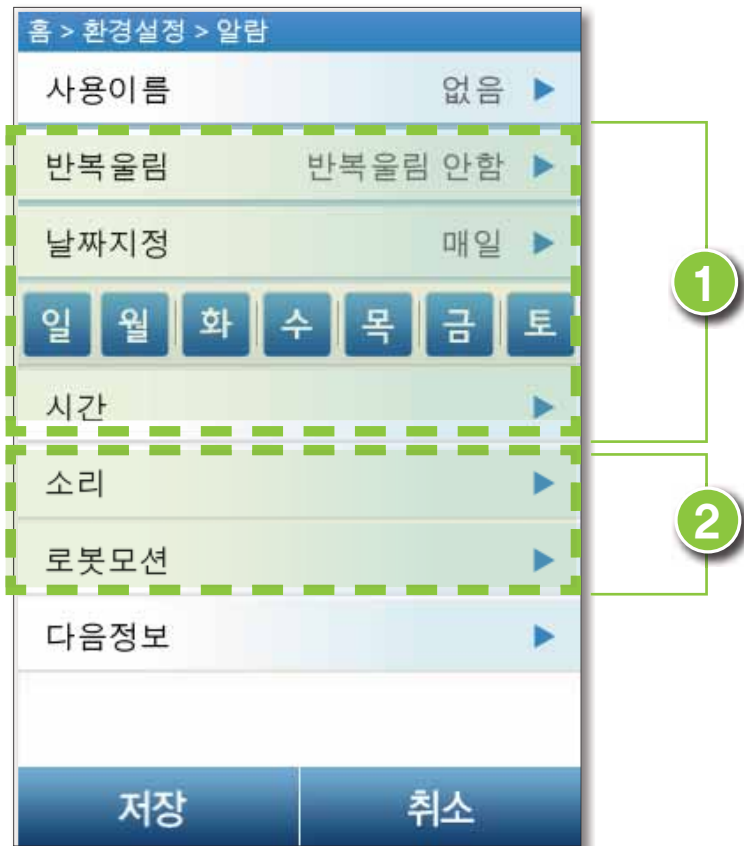 홈 > 환경설정 > 알람
사용이름 없음 ▶
반복울림 반복울림 안함 ▶
날짜지정 매일 ▶
1
일 월 화 수 목 금 토
시간 ▶
소리 ▶
2
로봇모션 ▶
다음정보 ▶
저장 취소